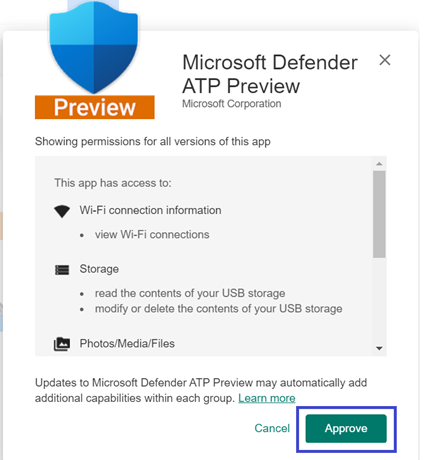 Preview
Microsoft Defender
ATP Preview
Microsoft Corporation
Showing permissions for all versions of this app
This app has access to:
Wi-Fi connection information
• view Wi-Fi connections
Storage
• read the contents of your USB storage
• modify or delete the contents of your USB storage
Photos/Media/Files
Updates to Microsoft Defender ATP Preview may automatically add
additional capabilities within each group. Learn more
Cancel
Approve